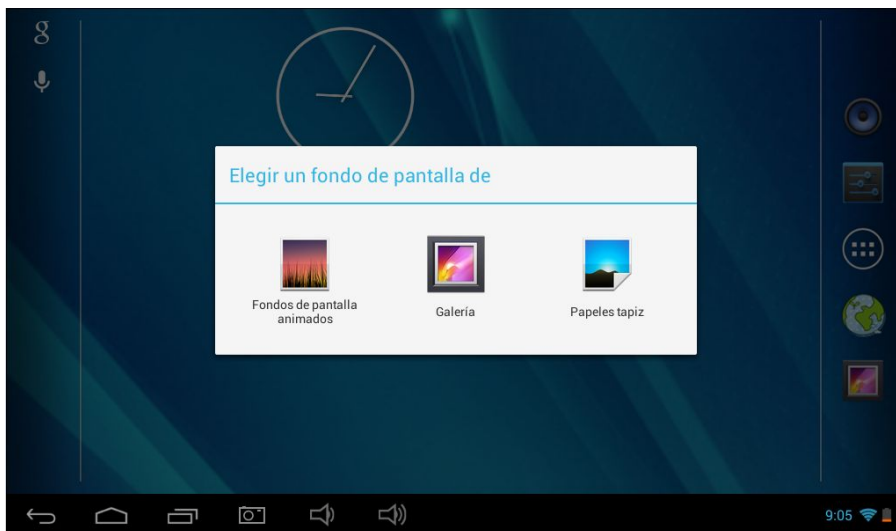 g
Elegir un fondo de pantalla de
Fondos de pantalla
animados
Galería
Papeles tapiz
9:05